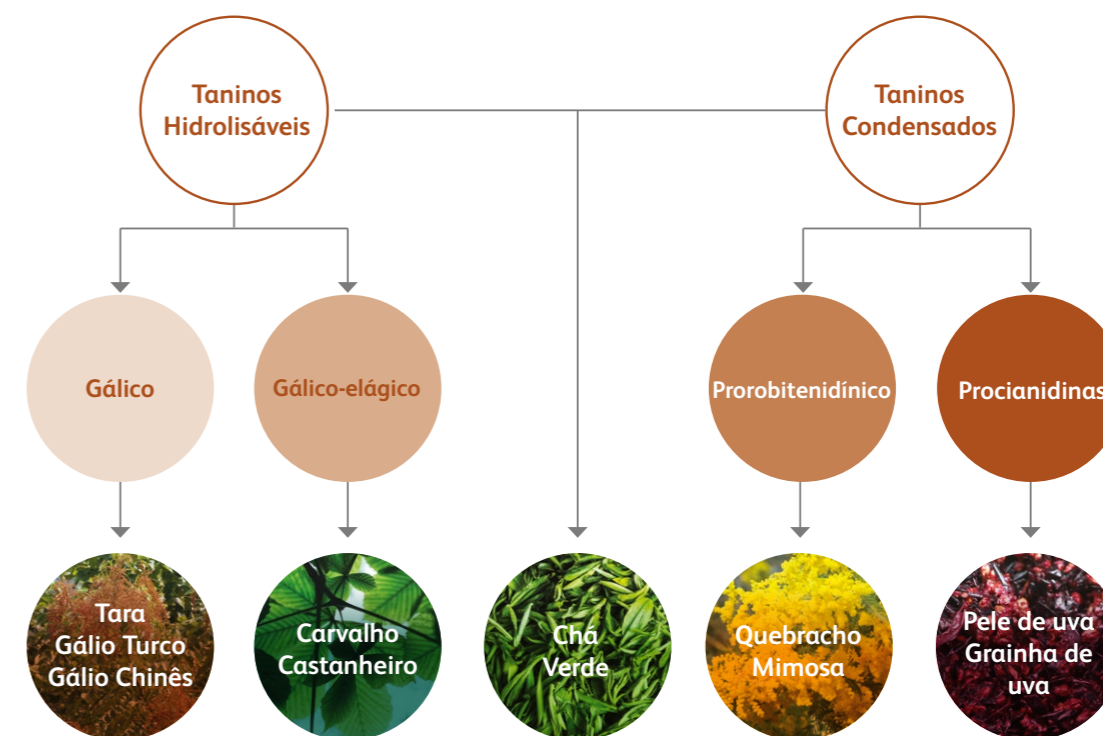 Taninos
Hidrolisáveis
Taninos
Condensados
Gálico
Gálico-elágico
Prorobitenidínico
Procianidinas
Tara
Gálio Turco
Gálio Chinês
Carvalho
Castanheiro
Chá
Verde
Quebracho
Mimosa
Pele de uva
Grainha de
uva